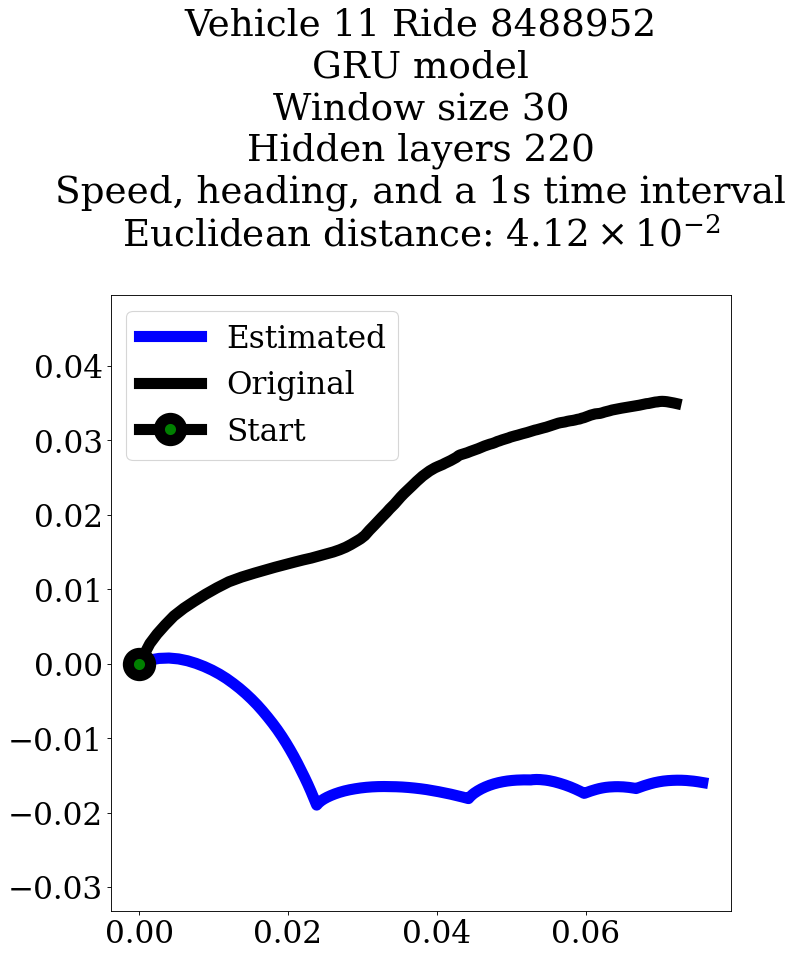 Vehicle 11 Ride 8488952
GRU model
Window size 30
Hidden layers 220
Speed, heading, and a 1s time interval
Euclidean distance: 4.12 × 10⁻²
Estimated
Original
Start
0.04
0.03
0.02
0.01
0.00
−0.01
−0.02
−0.03
0.00 0.02 0.04 0.06